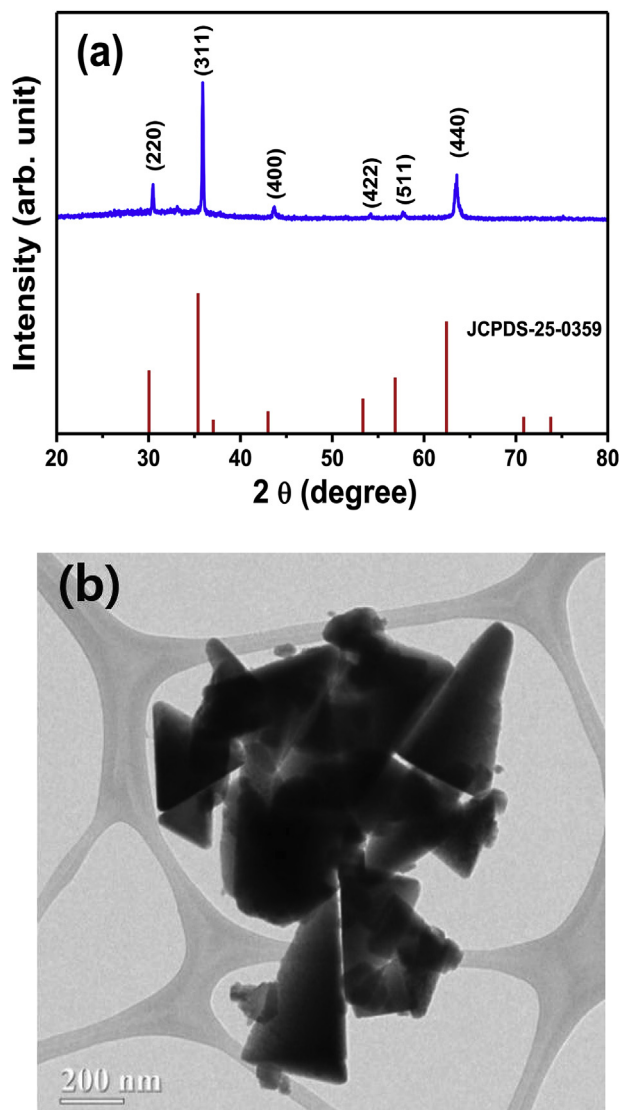 (a)
(220)
(311)
(400)
(422)
(511)
(440)
Intensity (arb. unit)
JCPDS-25-0359
20 30 40 50 60 70 80
2 θ (degree)
(b)
200 nm